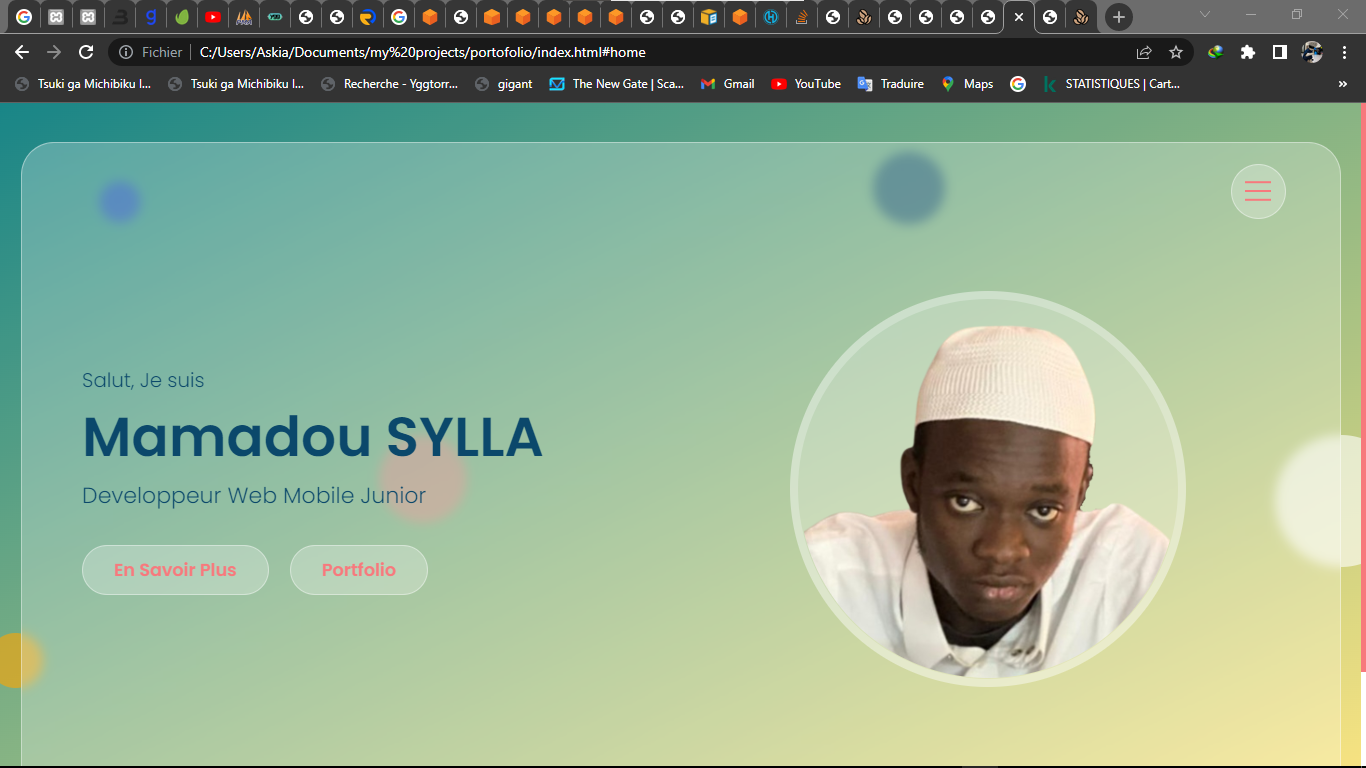 Fichier C:/Users/Askia/Documents/my%20projects/portofolio/index.html#home
Tsuki ga Michibiku I... Tsuki ga Michibiku I... Recherche - Yggtorr... gigant The New Gate | Sca... Gmail YouTube Traduire Maps STATISTIQUES | Cart... »
Salut, Je suis
Mamadou SYLLA
Developpeur Web Mobile Junior
En Savoir Plus Portfolio